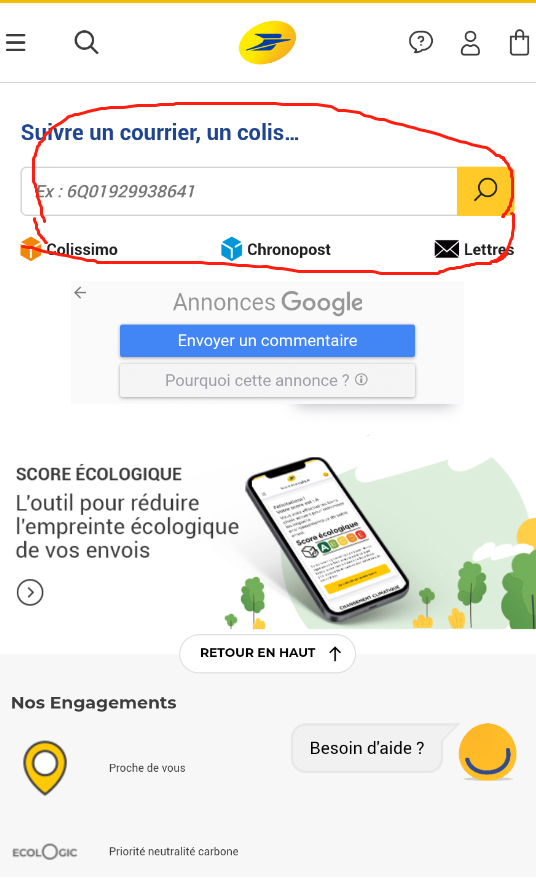 Suivre un courrier, un colis...
Ex : 6Q01929938641
Colissimo
Chronopost
Lettres
Annonces Google
Envoyer un commentaire
Pourquoi cette annonce ?
SCORE ÉCOLOGIQUE
L'outil pour réduire
l'empreinte écologique
de vos envois
Score écologique
CHANGEMENT CLIMATIQUE
RETOUR EN HAUT
Nos Engagements
Besoin d'aide ?
Proche de vous
ECOLOGIC
Priorité neutralité carbone